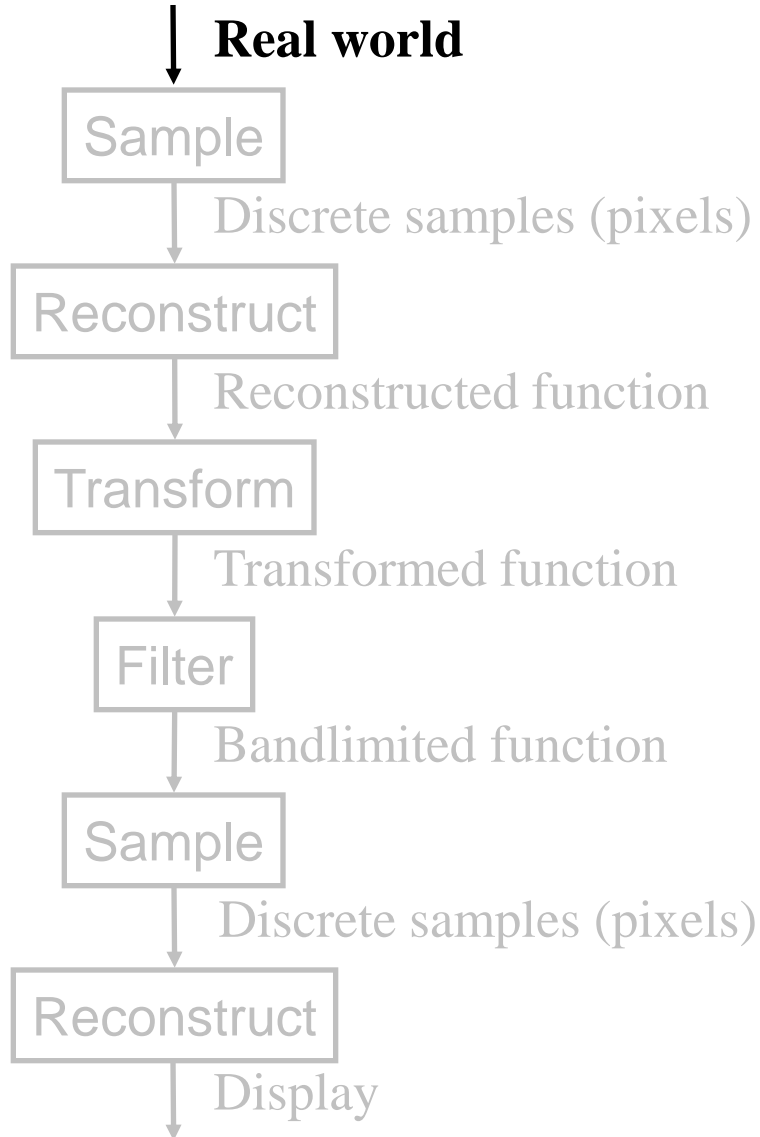 Real world
Sample
Discrete samples (pixels)
Reconstruct
Reconstructed function
Transform
Transformed function
Filter
Bandlimited function
Sample
Discrete samples (pixels)
Reconstruct
Display